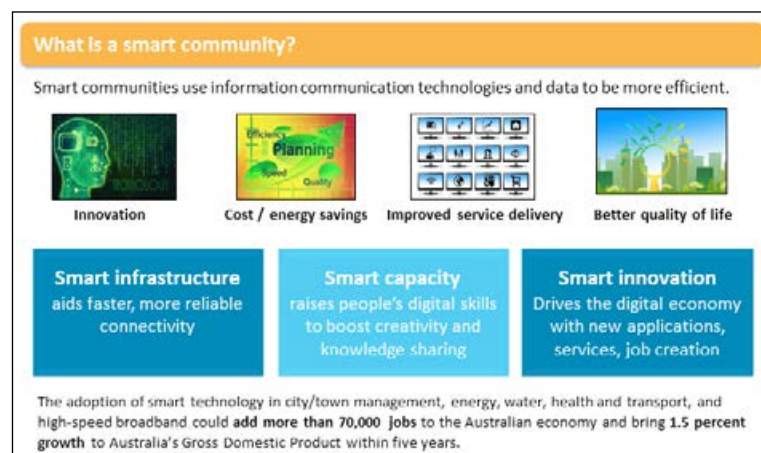 What is a smart community?
Smart communities use information communication technologies and data to be more efficient.
TECHNOLOGY
Efficiency
Planning
Speed
Quality
Innovation
Cost / energy savings
Improved service delivery
Better quality of life
Smart infrastructure
aids faster, more reliable
connectivity
Smart capacity
raises people's digital skills
to boost creativity and
knowledge sharing
Smart innovation
Drives the digital economy
with new applications,
services, job creation
The adoption of smart technology in city/town management, energy, water, health and transport, and
high-speed broadband could add more than 70,000 jobs to the Australian economy and bring 1.5 percent
growth to Australia's Gross Domestic Product within five years.